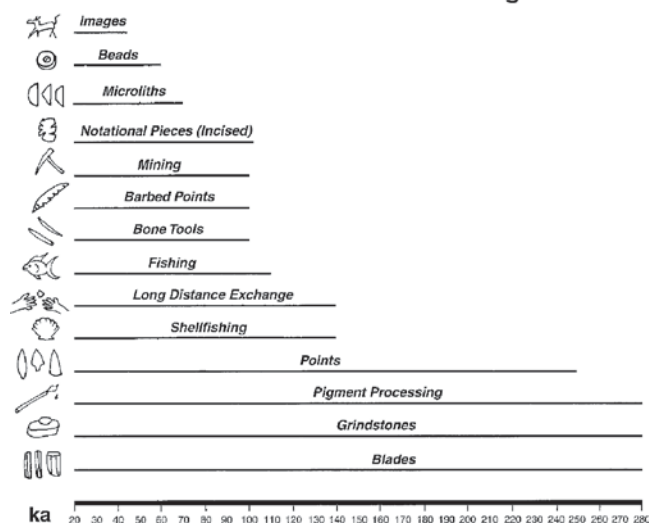 Images
Beads
Microliths
Notational Pieces (Incised)
Mining
Barbed Points
Bone Tools
Fishing
Long Distance Exchange
Shellfishing
Points
Pigment Processing
Grindstones
Blades
ka 20 30 40 50 60 70 80 90 100 110 120 130 140 150 160 170 180 190 200 210 220 230 240 250 260 270 280